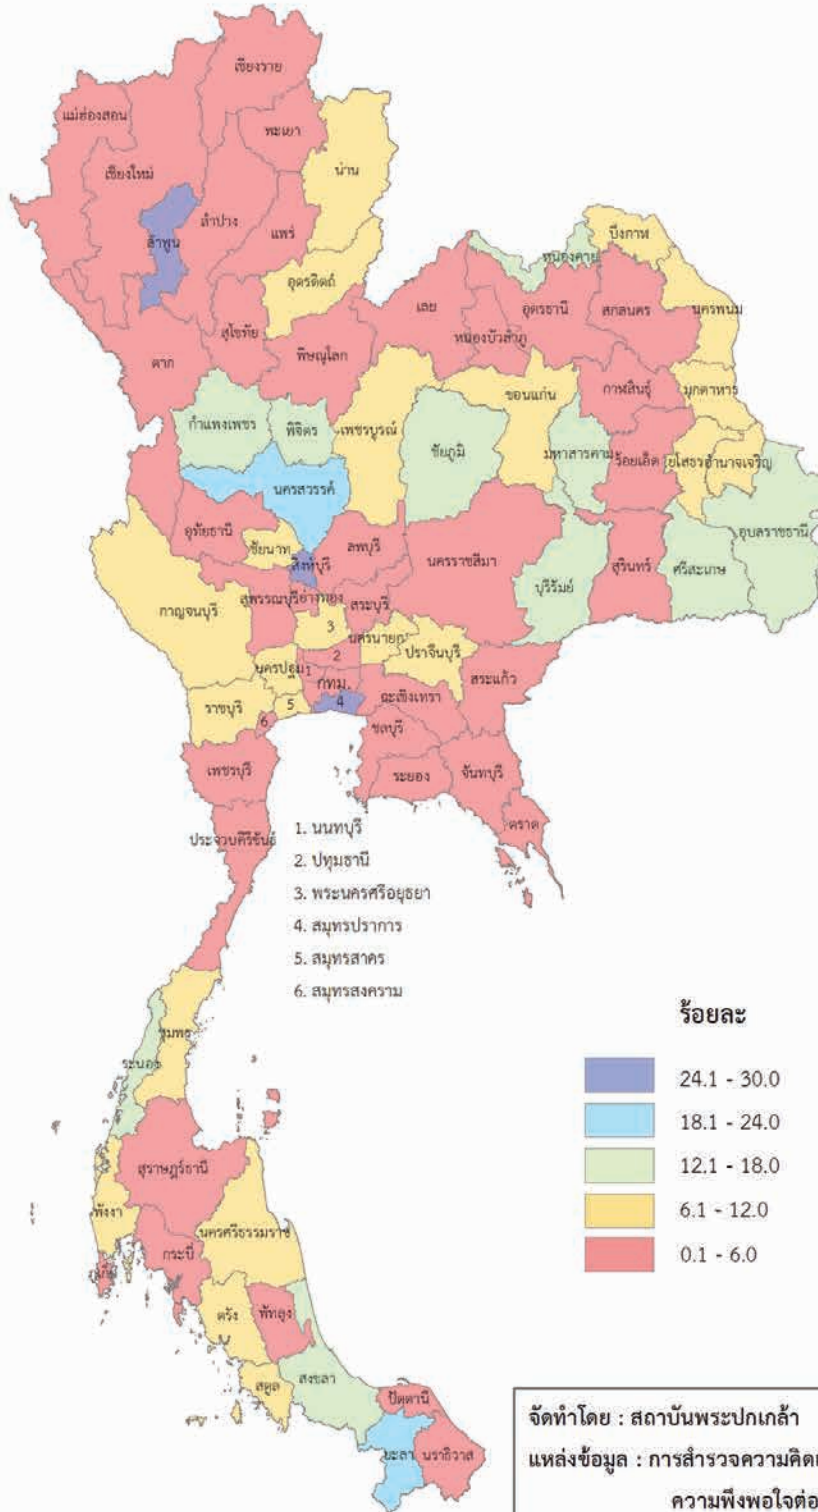 เชียงราย
แม่ฮ่องสอน
พะเยา
น่าน
เชียงใหม่
ลำปาง
แพร่
ลำพูน
บึงกาฬ
หนองคาย
อุตรดิตถ์
เลย
อุดรธานี
สกลนคร
นครพนม
สุโขทัย
หนองบัวลำภู
พิษณุโลก
ตาก
ขอนแก่น
กาฬสินธุ์
มุกดาหาร
กำแพงเพชร
พิจิตร
เพชรบูรณ์
ชัยภูมิ
มหาสารคาม
ร้อยเอ็ด
ยโสธร
อำนาจเจริญ
นครสวรรค์
อุบลราชธานี
อุทัยธานี
ชัยนาท
ลพบุรี
สิงห์บุรี
นครราชสีมา
บุรีรัมย์
สุรินทร์
ศรีสะเกษ
กาญจนบุรี
สุพรรณบุรี
อ่างทอง
สระบุรี
3
นครนายก
ปราจีนบุรี
2
นครปฐม
1
กทม.
สระแก้ว
ราชบุรี
5
4
ฉะเชิงเทรา
6
ชลบุรี
เพชรบุรี
ระยอง
จันทบุรี
ตราด
ประจวบคีรีขันธ์
1. นนทบุรี
2. ปทุมธานี
3. พระนครศรีอยุธยา
4. สมุทรปราการ
5. สมุทรสาคร
6. สมุทรสงคราม
ชุมพร
ระนอง
สุราษฎร์ธานี
พังงา
นครศรีธรรมราช
กระบี่
ภูเก็ต
ตรัง
พัทลุง
สตูล
สงขลา
ปัตตานี
ยะลา
นราธิวาส
ร้อยละ
24.1 - 30.0
18.1 - 24.0
12.1 - 18.0
6.1 - 12.0
0.1 - 6.0
จัดทำโดย : สถาบันพระปกเกล้า
แหล่งข้อมูล : การสำรวจความคิด
ความพึงพอใจต่อ